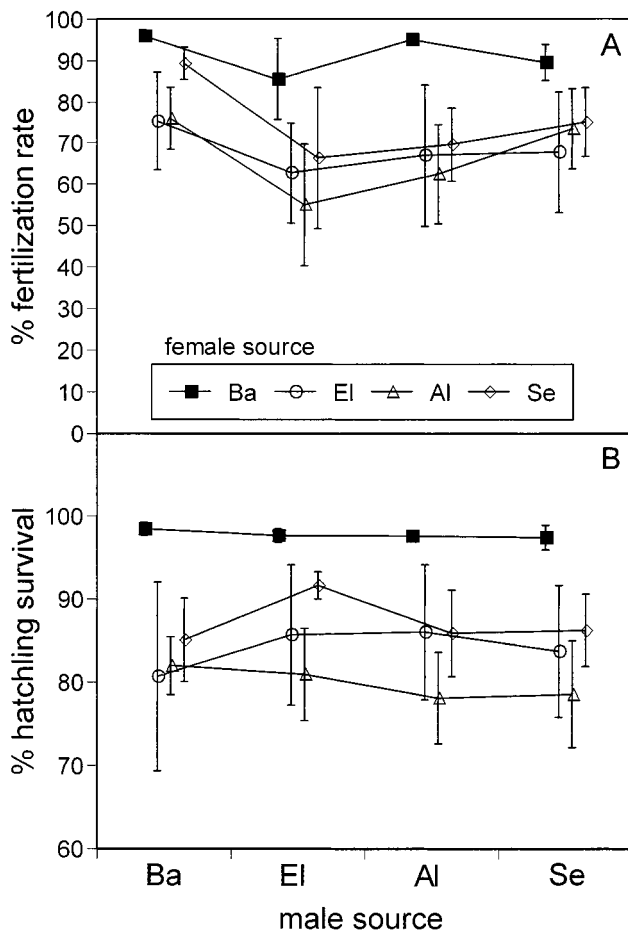 A
% fertilization rate
100
90
80
70
60
50
40
30
20
10
0
female source
Ba El Al Se
B
% hatchling survival
100
90
80
70
60
Ba El Al Se
male source